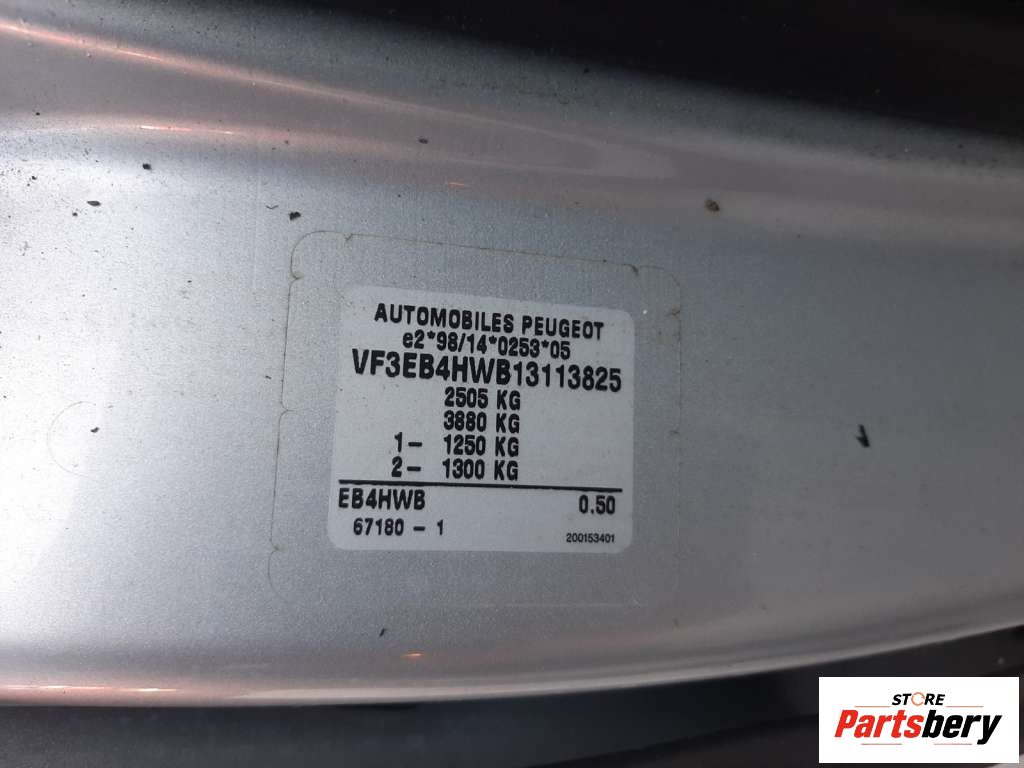 AUTOMOBILES PEUGEOT
e2*98/14*0253*05
VF3EB4HWB13113825
2505 KG
3880 KG
1- 1250 KG
2- 1300 KG
EB4HWB 0.50
67180 - 1 200153401
STORE
Partsbery